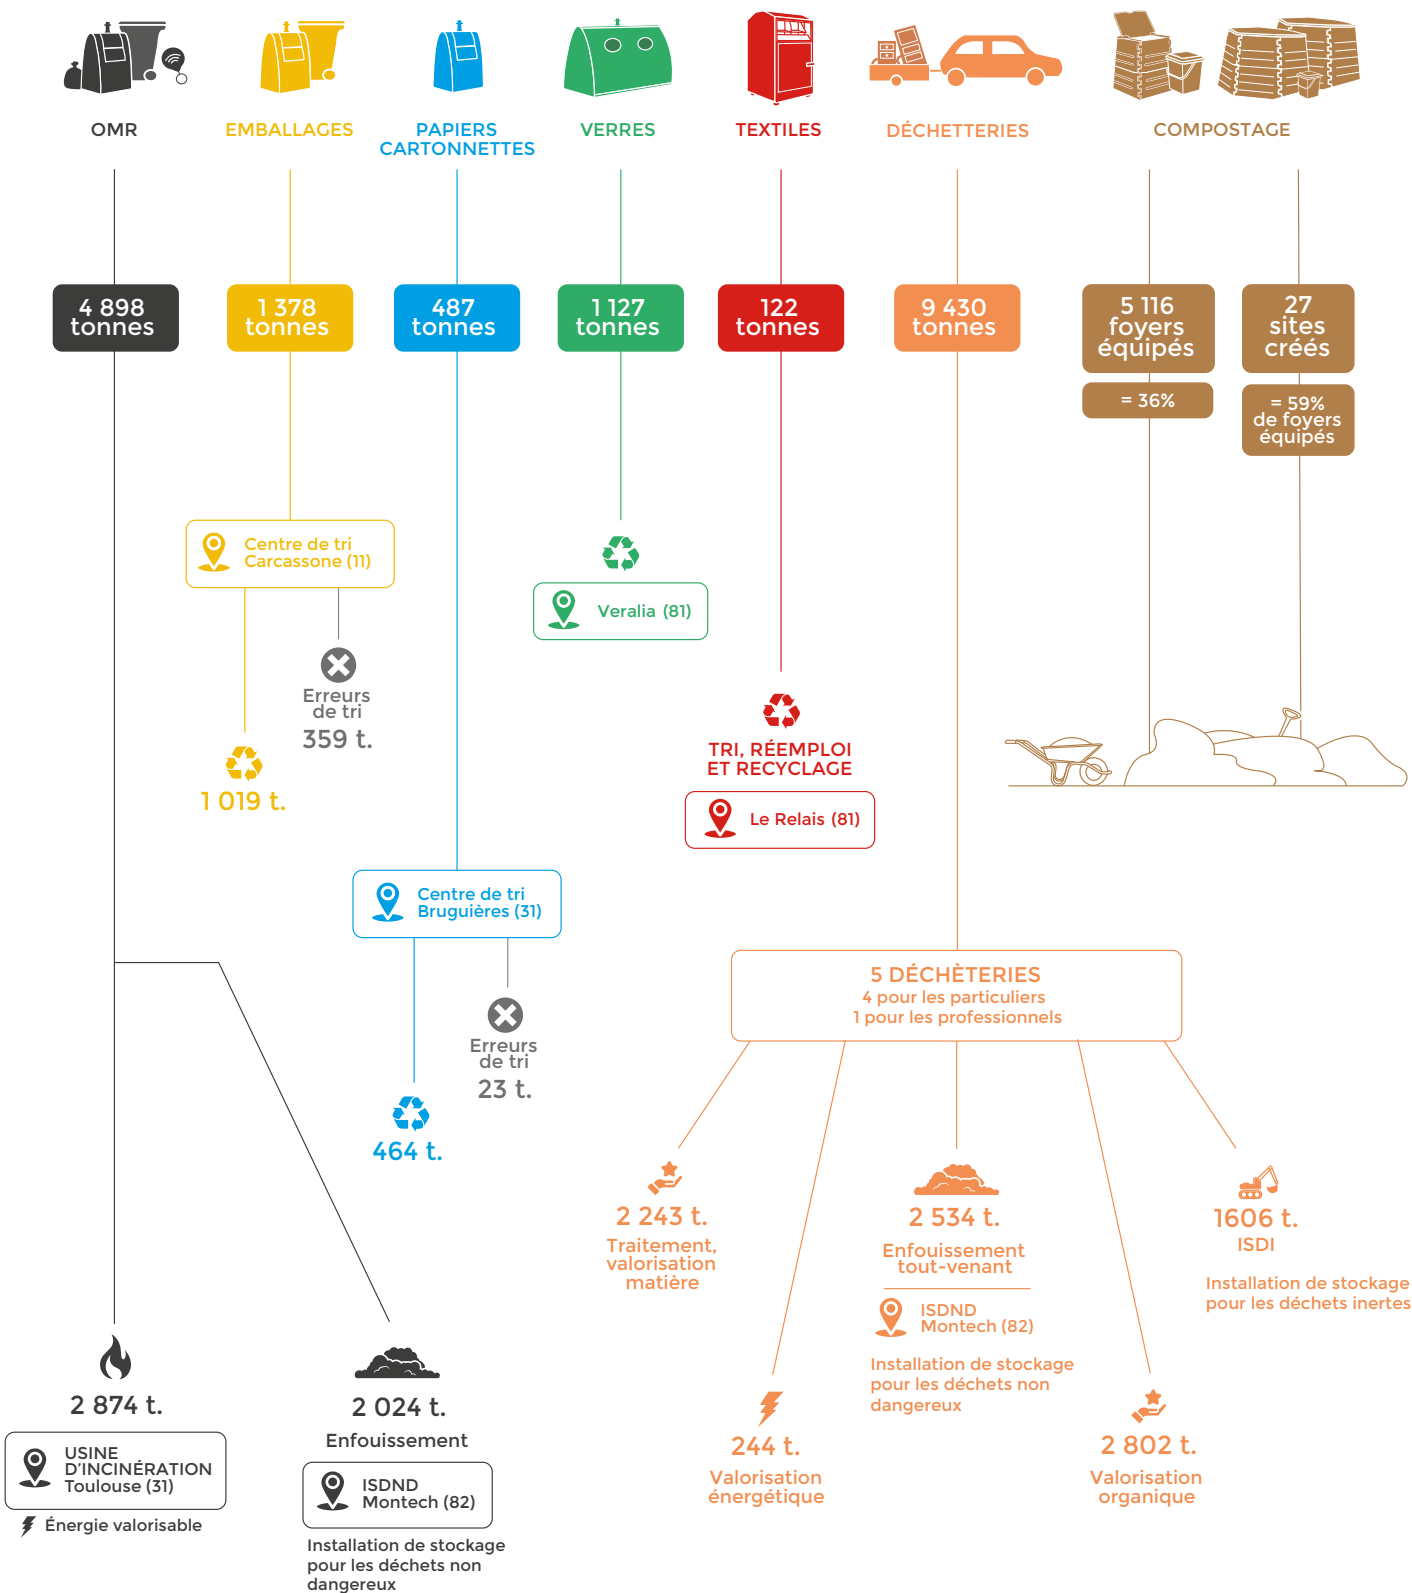 OMR
EMBALLAGES
PAPIERS
CARTONNETTES
VERRES
TEXTILES
DÉCHETTERIES
COMPOSTAGE
4 898
tonnes
1 378
tonnes
487
tonnes
1 127
tonnes
122
tonnes
9 430
tonnes
5 116
foyers
équipés
27
sites
créés
= 36%
= 59%
de foyers
équipés
Centre de tri
Carcassone (11)
Erreurs
de tri
359 t.
1 019 t.
Veralia (81)
TRI, RÉEMPLOI
ET RECYCLAGE
Le Relais (81)
Centre de tri
Bruguières (31)
Erreurs
de tri
23 t.
464 t.
5 DÉCHÈTERIES
4 pour les particuliers
1 pour les professionnels
2 243 t.
Traitement,
valorisation
matière
2 534 t.
Enfouissement
tout-venant
ISDND
Montech (82)
Installation de stockage
pour les déchets non
dangereux
1606 t.
ISDI
Installation de stockage
pour les déchets inertes
244 t.
Valorisation
énergétique
2 802 t.
Valorisation
organique
2 874 t.
USINE
D'INCINÉRATION
Toulouse (31)
Énergie valorisable
2 024 t.
Enfouissement
ISDND
Montech (82)
Installation de stockage
pour les déchets non
dangereux